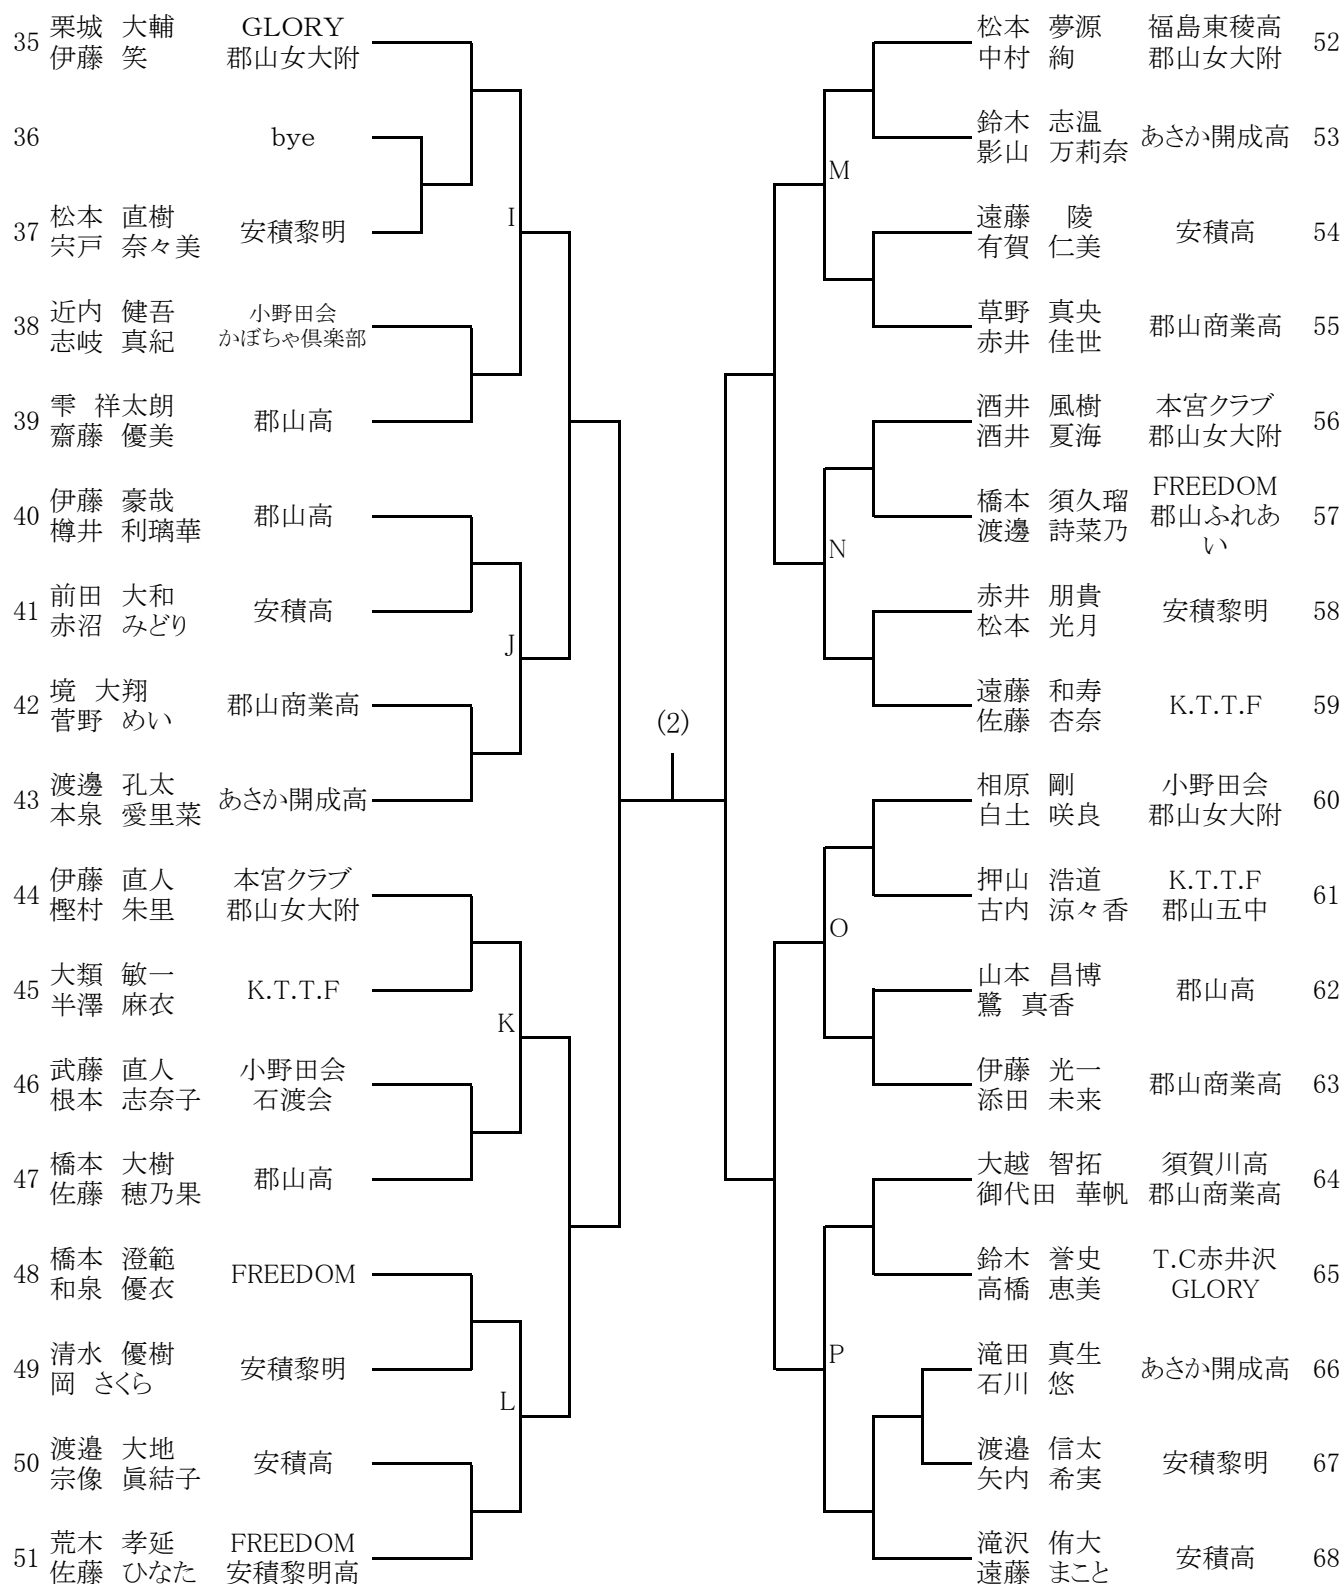 35 栗城 大輔 GLORY
伊藤 笑 郡山女大附
36 bye
37 松本 直樹 安積黎明
宍戸 奈々美
I
38 近内 健吾 小野田会
志岐 真紀 かぼちゃ倶楽部
39 雫 祥太朗 郡山高
齋藤 優美
40 伊藤 豪哉 郡山高
樽井 利璃華
41 前田 大和 安積高
赤沼 みどり
J
42 境 大翔 郡山商業高
菅野 めい
43 渡邊 孔太 あさか開成高
本泉 愛里菜
44 伊藤 直人 本宮クラブ
樫村 朱里 郡山女大附
45 大類 敏一 K.T.T.F
半澤 麻衣
K
46 武藤 直人 小野田会
根本 志奈子 石渡会
47 橋本 大樹 郡山高
佐藤 穂乃果
48 橋本 澄範 FREEDOM
和泉 優衣
49 清水 優樹 安積黎明
岡 さくら
L
50 渡邉 大地 安積高
宗像 眞結子
51 荒木 孝延 FREEDOM
佐藤 ひなた 安積黎明高
(2)
松本 夢源 福島東稜高 52
中村 絢 郡山女大附
鈴木 志温 あさか開成高 53
影山 万莉奈
M
遠藤 陵 安積高 54
有賀 仁美
草野 真央 郡山商業高 55
赤井 佳世
酒井 風樹 本宮クラブ 56
酒井 夏海 郡山女大附
橋本 須久瑠 FREEDOM 57
渡邊 詩菜乃 郡山ふれあ
い
N
赤井 朋貴 安積黎明 58
松本 光月
遠藤 和寿 K.T.T.F 59
佐藤 杏奈
相原 剛 小野田会 60
白土 咲良 郡山女大附
押山 浩道 K.T.T.F 61
古内 涼々香 郡山五中
O
山本 昌博 郡山高 62
鷺 真香
伊藤 光一 郡山商業高 63
添田 未来
大越 智拓 須賀川高 64
御代田 華帆 郡山商業高
鈴木 誉史 T.C赤井沢 65
高橋 恵美 GLORY
P
滝田 真生 あさか開成高 66
石川 悠
渡邉 信太 安積黎明 67
矢内 希実
滝沢 侑大 安積高 68
遠藤 まこと